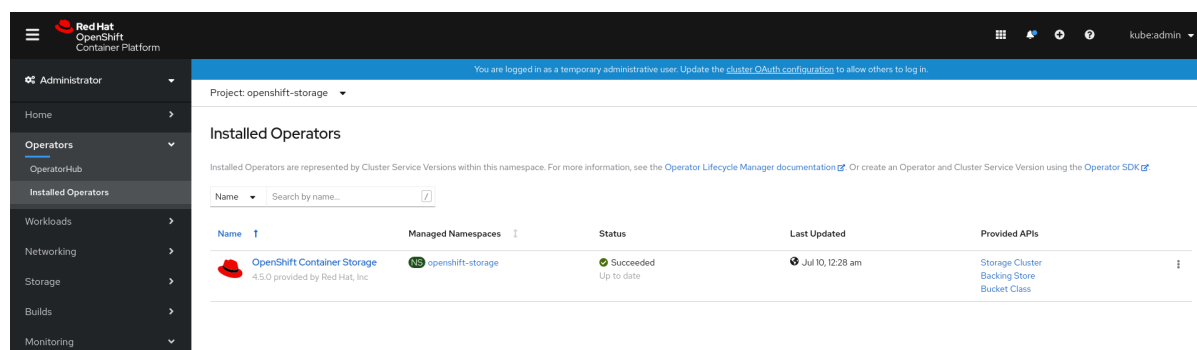 Red Hat
OpenShift
Container Platform
kube:admin
Administrator
You are logged in as a temporary administrative user. Update the cluster OAuth configuration to allow others to log in.
Project: openshift-storage
Home
Operators
OperatorHub
Installed Operators
Workloads
Networking
Storage
Builds
Monitoring
Installed Operators
Installed Operators are represented by Cluster Service Versions within this namespace. For more information, see the Operator Lifecycle Manager documentation. Or create an Operator and Cluster Service Version using the Operator SDK.
Name Search by name... /
Name Managed Namespaces Status Last Updated Provided APIs
OpenShift Container Storage NS openshift-storage Succeeded Jul 10, 12:28 am Storage Cluster
4.5.0 provided by Red Hat, Inc Up to date Backing Store
Bucket Class